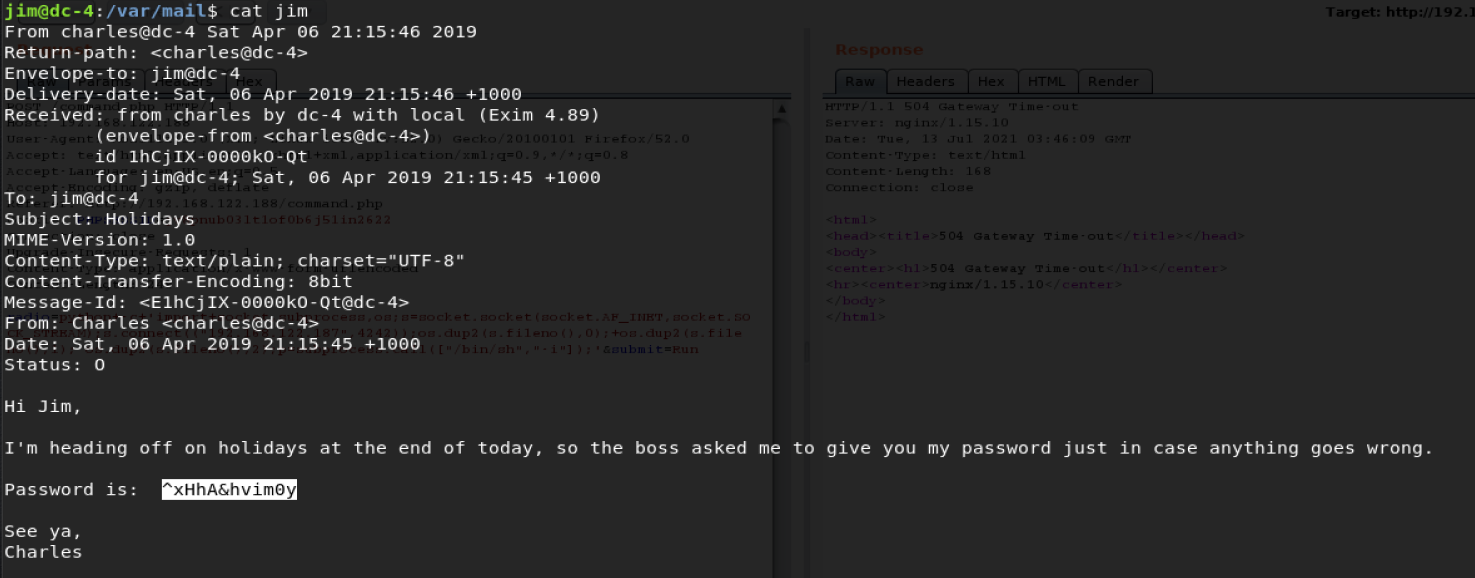 jim@dc-4:/var/mail$ cat jim
From charles@dc-4 Sat Apr 06 21:15:46 2019
Return-path: <charles@dc-4>
Envelope-to: jim@dc-4
Delivery-date: Sat, 06 Apr 2019 21:15:46 +1000
Received: from charles by dc-4 with local (Exim 4.89)
(envelope-from <charles@dc-4>)
id 1hCjIX-0000kO-Qt
for jim@dc-4; Sat, 06 Apr 2019 21:15:45 +1000
To: jim@dc-4
Subject: Holidays
MIME-Version: 1.0
Content-Type: text/plain; charset="UTF-8"
Content-Transfer-Encoding: 8bit
Message-Id: <E1hCjIX-0000kO-Qt@dc-4>
From: Charles <charles@dc-4>
Date: Sat, 06 Apr 2019 21:15:45 +1000
Status: O
Hi Jim,
I'm heading off on holidays at the end of today, so the boss asked me to give you my password just in case anything goes wrong.
Password is:  ^xHhA&hvim0y
See ya,
Charles
Target: http://192.1
Response
Raw Headers Hex HTML Render
HTTP/1.1 504 Gateway Time-out
Server: nginx/1.15.10
Date: Tue, 13 Jul 2021 03:46:09 GMT
Content-Type: text/html
Content-Length: 168
Connection: close
<html>
<head><title>504 Gateway Time-out</title></head>
<body>
<center><h1>504 Gateway Time-out</h1></center>
<hr><center>nginx/1.15.10</center>
</body>
</html>